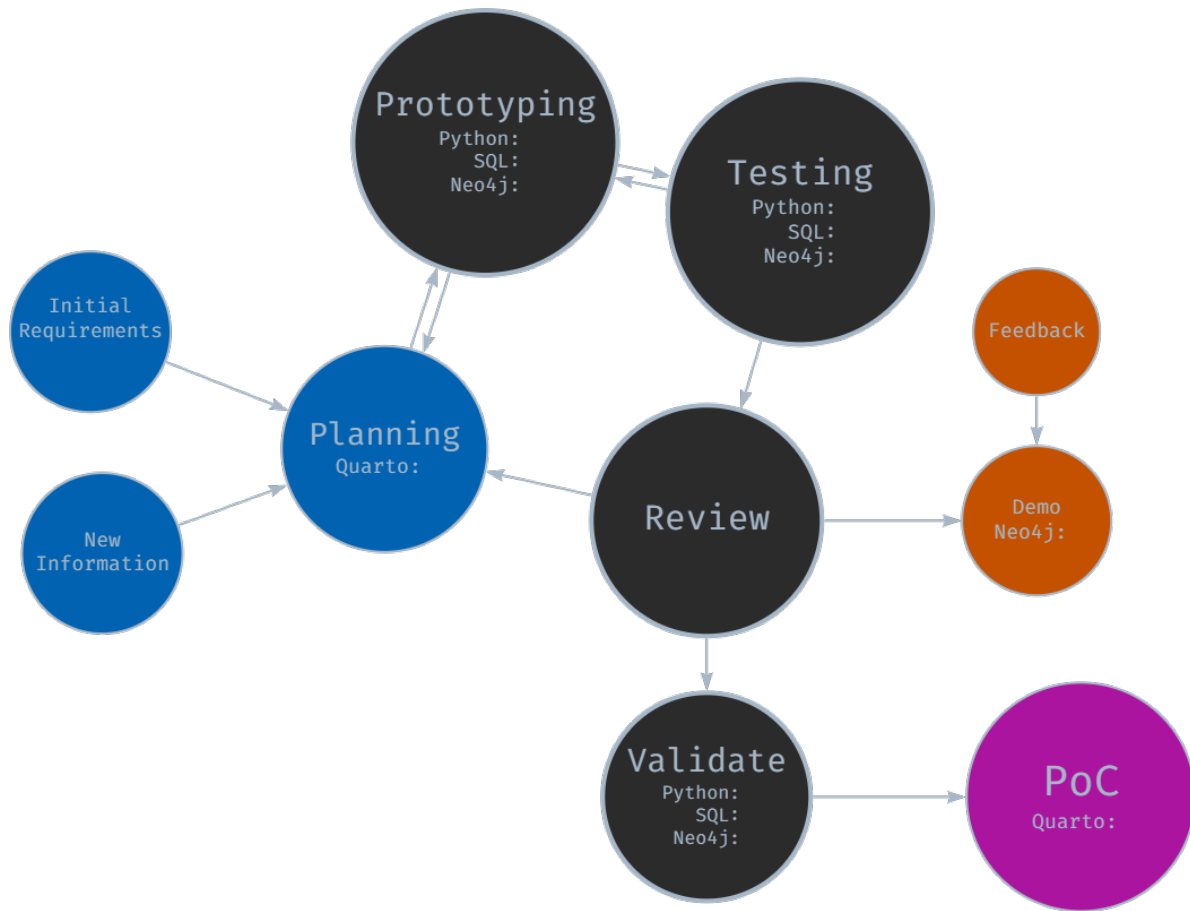 Prototyping
Python:
SQL:
Neo4j:
Testing
Python:
SQL:
Neo4j:
Initial
Requirements
Feedback
Planning
Quarto:
New
Information
Review
Demo
Neo4j:
Validate
Python:
SQL:
Neo4j:
PoC
Quarto: